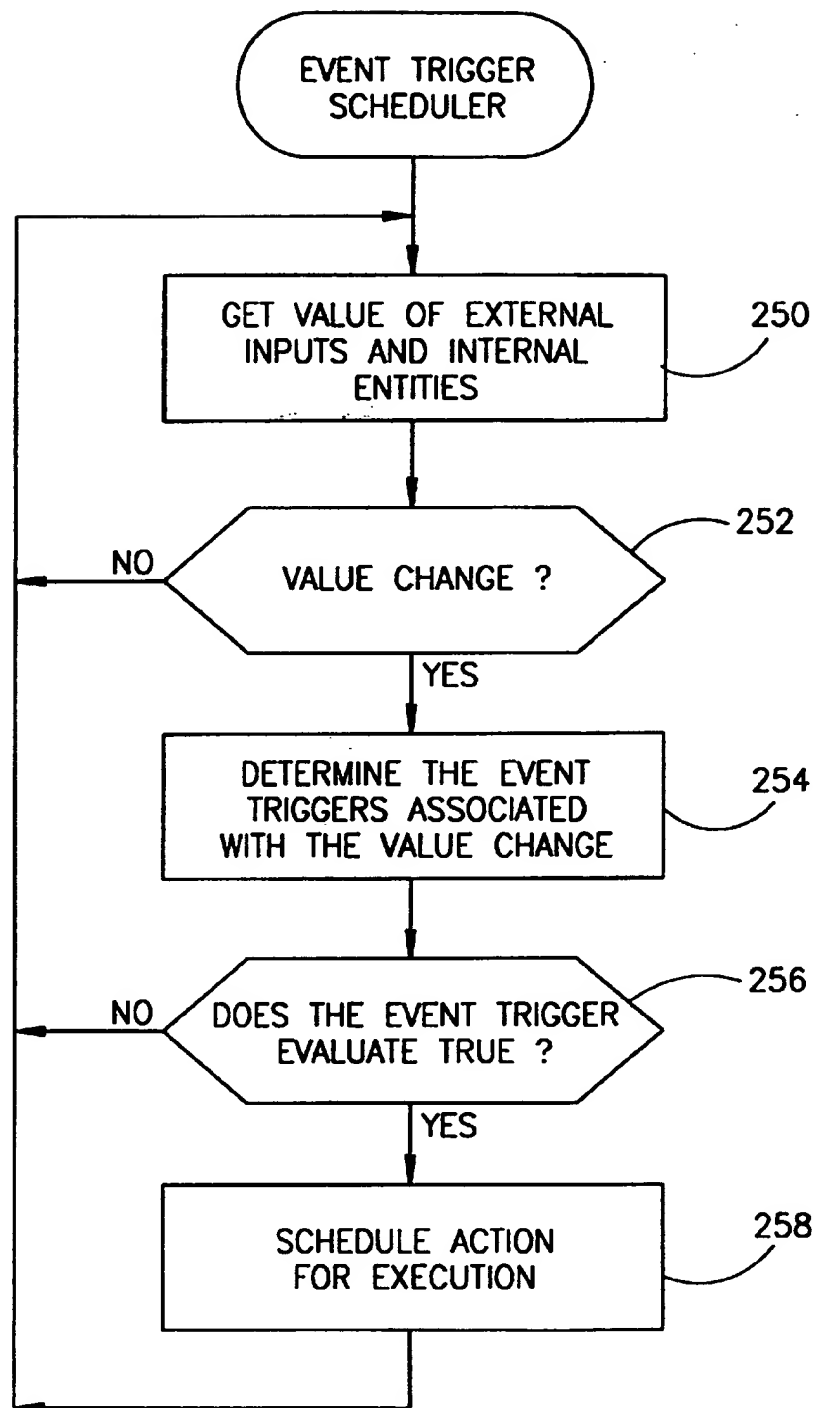 EVENT TRIGGER
SCHEDULER
GET VALUE OF EXTERNAL
INPUTS AND INTERNAL
ENTITIES
250
252
NO
VALUE CHANGE ?
YES
DETERMINE THE EVENT
TRIGGERS ASSOCIATED
WITH THE VALUE CHANGE
254
256
NO
DOES THE EVENT TRIGGER
EVALUATE TRUE ?
YES
SCHEDULE ACTION
FOR EXECUTION
258